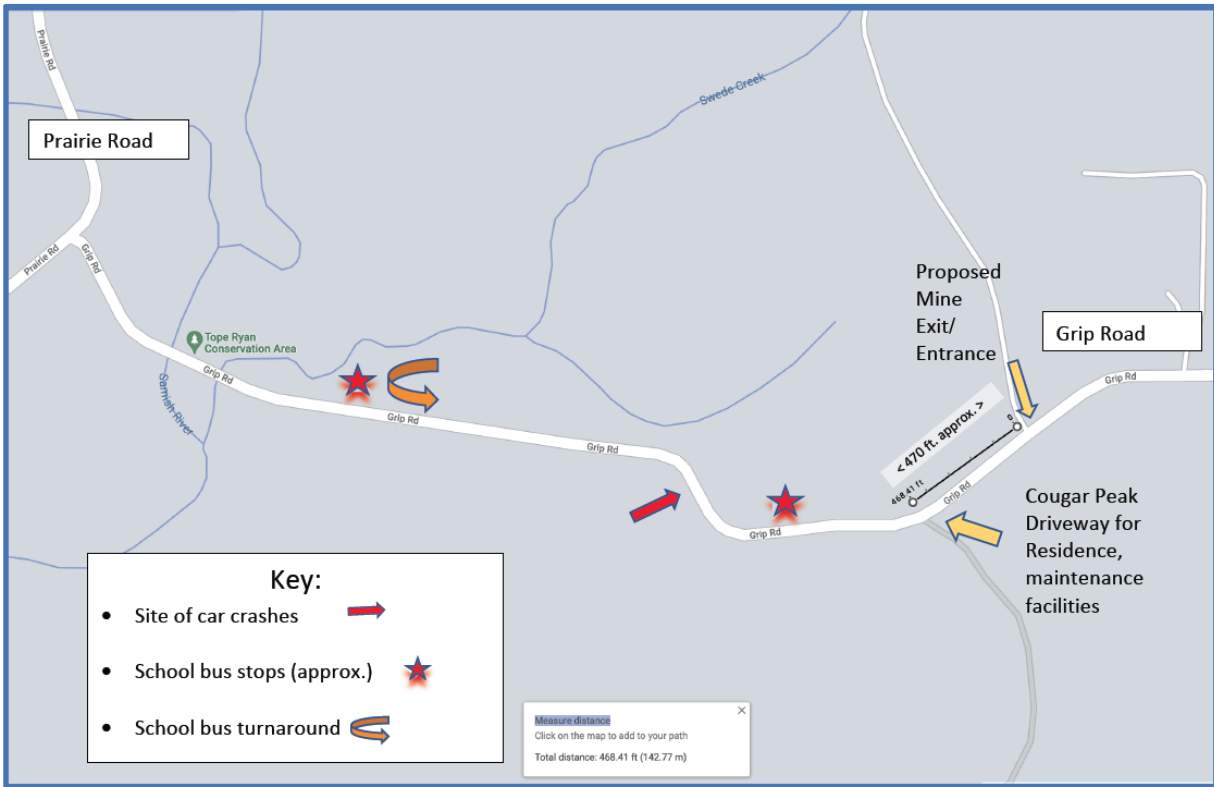 Prairie Rd
Swede Creek
Prairie Road
Prairie Rd
Grip Rd
Proposed
Mine
Exit/
Entrance
Grip Road
Tope Ryan
Conservation Area
Grip Rd
Samish River
Grip Rd
Grip Rd
Grip Rd
< 470 ft. approx. >
0
468.41 ft
Grip Rd
Grip Rd
Cougar Peak
Driveway for
Residence,
maintenance
facilities
Key:
• Site of car crashes
• School bus stops (approx.)
• School bus turnaround
Measure distance
Click on the map to add to your path
Total distance: 468.41 ft (142.77 m)